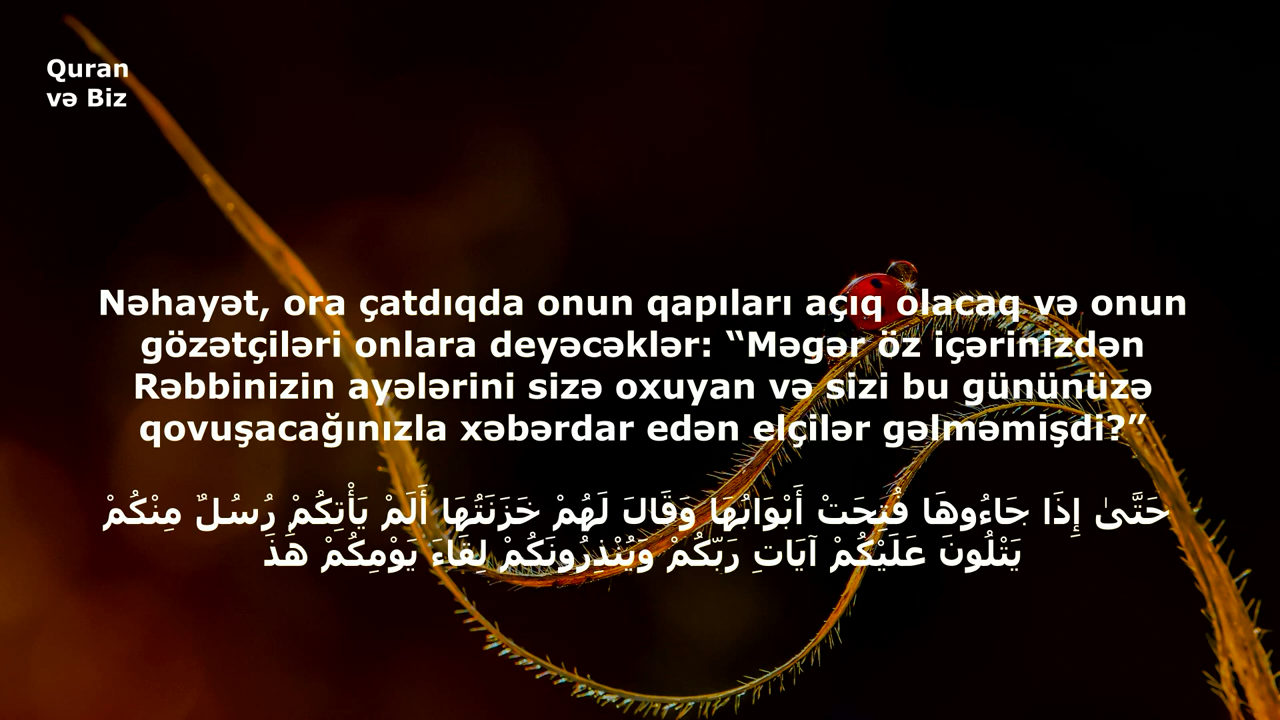 Quran
və Biz
Nəhayət, ora çatdıqda onun qapıları açıq olacaq və onun
gözətçiləri onlara deyəcəklər: “Məgər öz içərinizdən
Rəbbinizin ayələrini sizə oxuyan və sizi bu gününüzə
qovuşacağınızla xəbərdar edən elçilər gəlməmişdi?”
حَتَّىٰ إِذَا جَاءُوهَا فُتِحَتْ أَبْوَابُهَا وَقَالَ لَهُمْ خَزَنَتُهَا أَلَمْ يَأْتِكُمْ رُسُلٌ مِنْكُمْ
يَتْلُونَ عَلَيْكُمْ آيَاتِ رَبِّكُمْ وَيُنْذِرُونَكُمْ لِقَاءَ يَوْمِكُمْ هَٰذَ